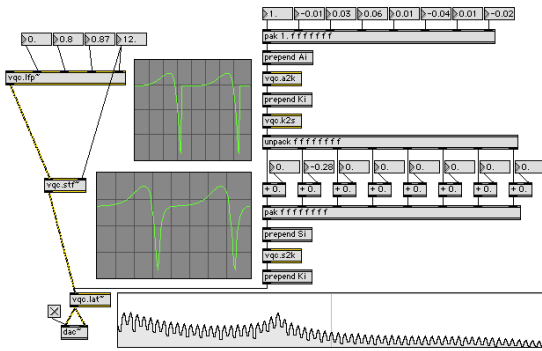 1. -0.01 0.03 0.06 0.01 -0.04 0.01 -0.02
pak 1. f f f f f f f
0. 0.8 0.87 12.
prepend Ai
vqc.lfp~
vqc.a2k
prepend Ki
vqc.k2s
unpack f f f f f f f f
0. -0.28 0. 0. 0. 0. 0. 0.
vqc.stf~
+ 0. + 0. + 0. + 0. + 0. + 0. + 0. + 0.
pak f f f f f f f f
prepend Si
vqc.s2k
prepend Ki
vqc.lat~
dac~